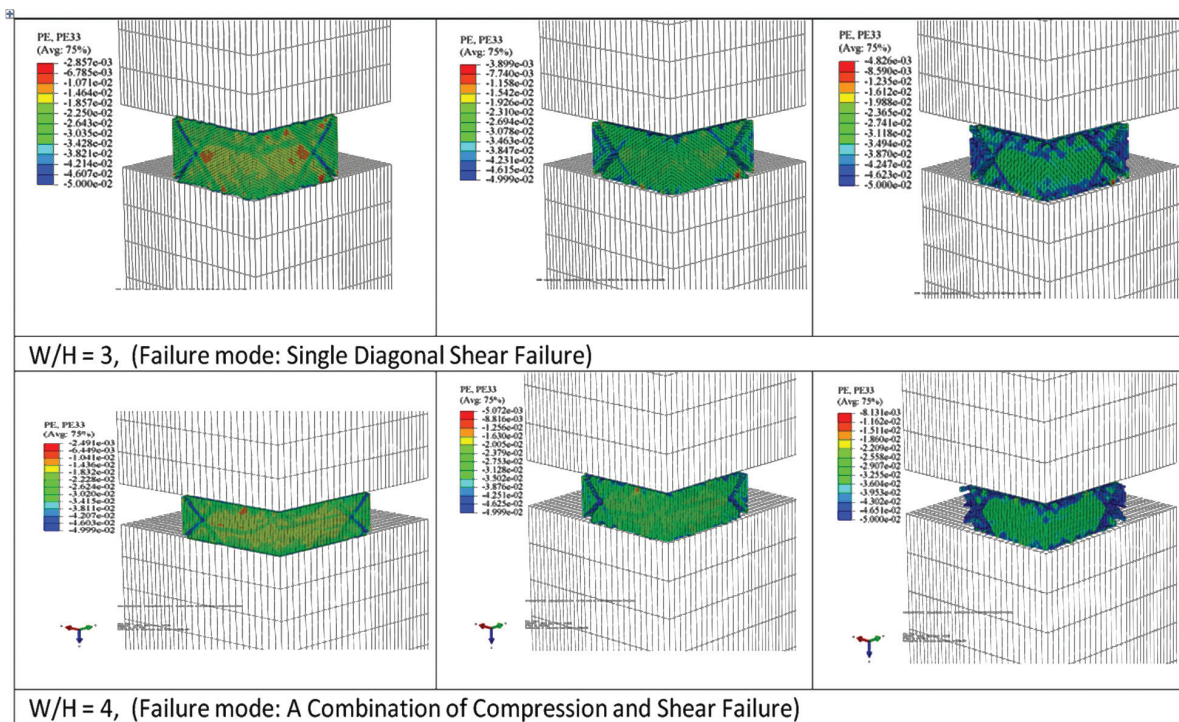 PE, PE33
(Avg: 75%)
-2.857e-03
-6.785e-03
-1.071e-02
-1.464e-02
-1.857e-02
-2.250e-02
-2.643e-02
-3.035e-02
-3.428e-02
-3.821e-02
-4.214e-02
-4.607e-02
-5.000e-02
PE, PE33
(Avg: 75%)
-3.899e-03
-7.740e-03
-1.158e-02
-1.542e-02
-1.926e-02
-2.310e-02
-2.694e-02
-3.078e-02
-3.463e-02
-3.847e-02
-4.231e-02
-4.615e-02
-4.999e-02
PE, PE33
(Avg: 75%)
-4.826e-03
-8.590e-03
-1.235e-02
-1.612e-02
-1.988e-02
-2.365e-02
-2.741e-02
-3.118e-02
-3.494e-02
-3.870e-02
-4.247e-02
-4.623e-02
-5.000e-02
W/H = 3, (Failure mode: Single Diagonal Shear Failure)
PE, PE33
(Avg: 75%)
-2.491e-03
-6.449e-03
-1.041e-02
-1.436e-02
-1.832e-02
-2.228e-02
-2.624e-02
-3.020e-02
-3.415e-02
-3.811e-02
-4.207e-02
-4.603e-02
-4.999e-02
PE, PE33
(Avg: 75%)
-5.072e-03
-8.816e-03
-1.256e-02
-1.630e-02
-2.005e-02
-2.379e-02
-2.753e-02
-3.128e-02
-3.502e-02
-3.876e-02
-4.251e-02
-4.625e-02
-4.999e-02
PE, PE33
(Avg: 75%)
-8.131e-03
-1.162e-02
-1.511e-02
-1.860e-02
-2.209e-02
-2.558e-02
-2.907e-02
-3.255e-02
-3.604e-02
-3.953e-02
-4.302e-02
-4.651e-02
-5.000e-02
W/H = 4, (Failure mode: A Combination of Compression and Shear Failure)